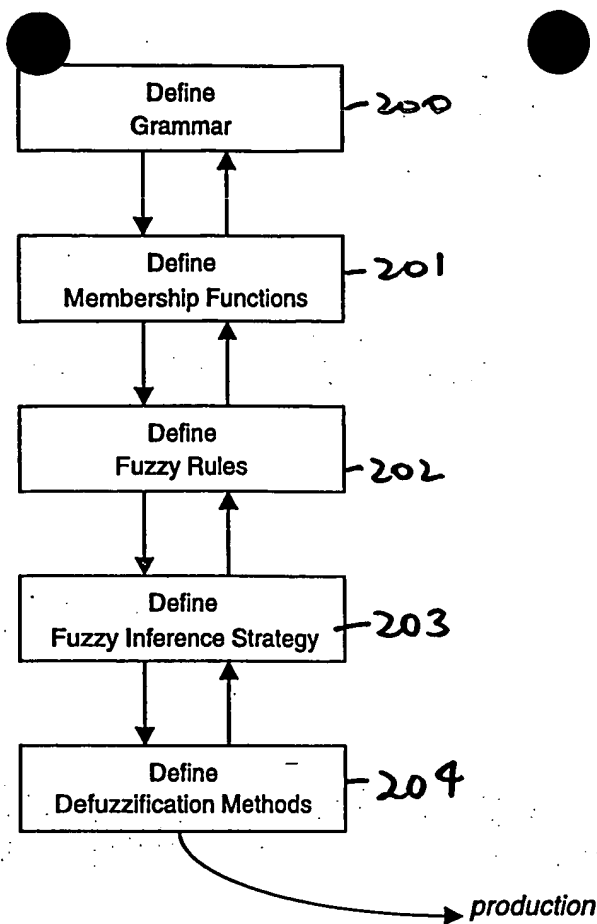 Define
Grammar
200
Define
Membership Functions
201
Define
Fuzzy Rules
202
Define
Fuzzy Inference Strategy
203
Define
Defuzzification Methods
204
production